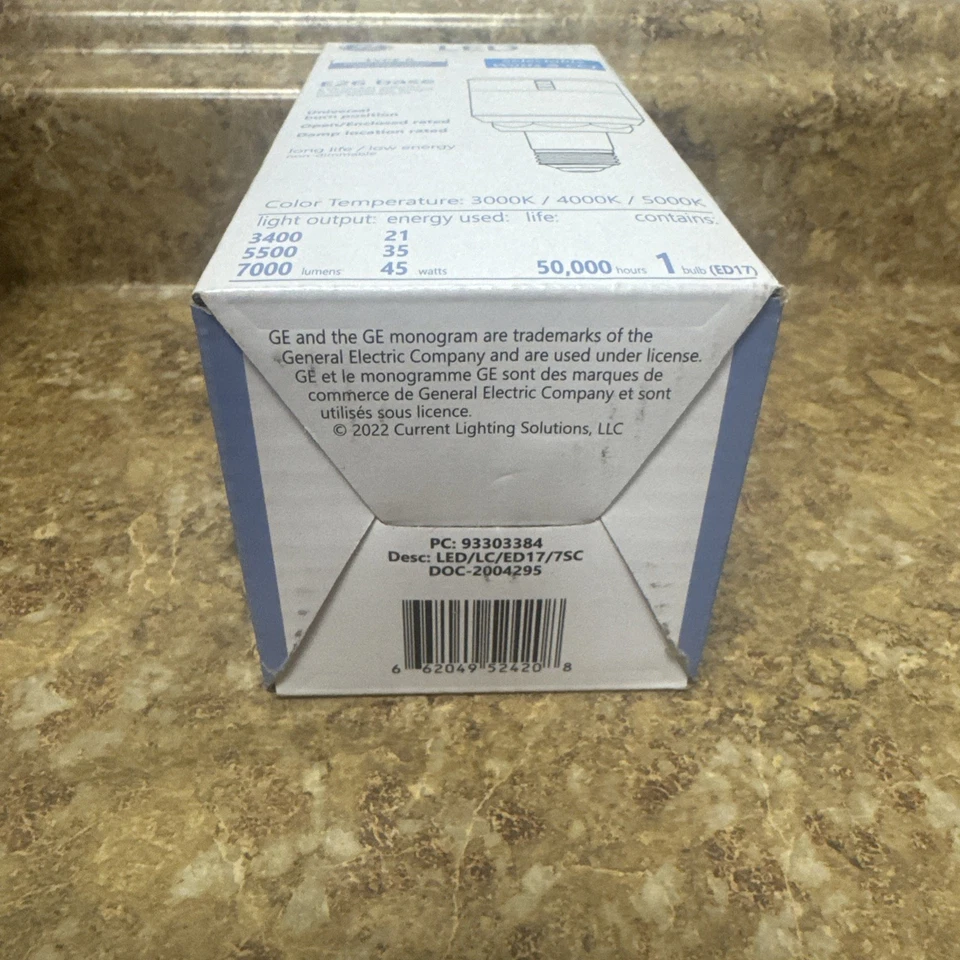 LED
E26 base
Universal
burn position
Open/Enclosed rated
Damp location rated
long life / low energy
non-dimmable
Color Temperature: 3000K / 4000K / 5000K
light output: energy used: life: contains:
3400 21
5500 35
7000 lumens 45 watts 50,000 hours 1 bulb (ED17)
GE and the GE monogram are trademarks of the
General Electric Company and are used under license.
GE et le monogramme GE sont des marques de
commerce de General Electric Company et sont
utilisés sous licence.
© 2022 Current Lighting Solutions, LLC
PC: 93303384
Desc: LED/LC/ED17/7SC
DOC-2004295
6 62049 52420 8